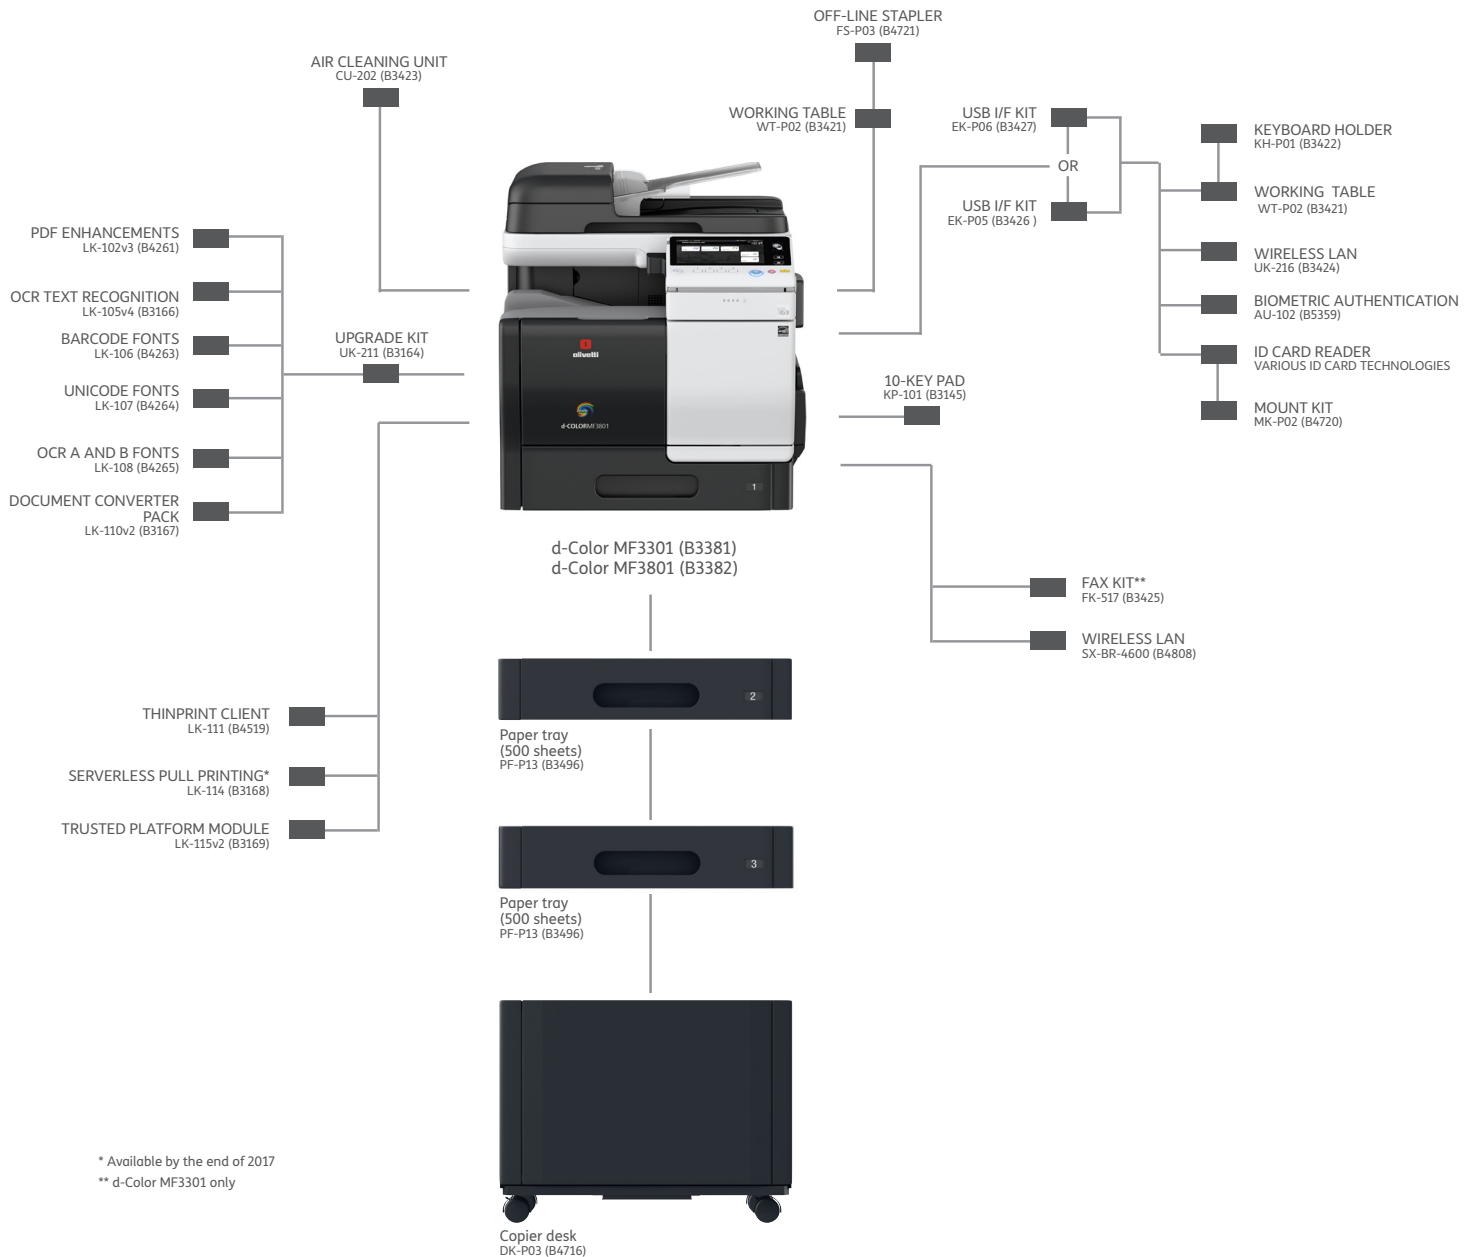 OFF-LINE STAPLER
FS-P03 (B4721)
AIR CLEANING UNIT
CU-202 (B3423)
WORKING TABLE
WT-P02 (B3421)
USB I/F KIT
EK-P06 (B3427)
OR
USB I/F KIT
EK-P05 (B3426 )
KEYBOARD HOLDER
KH-P01 (B3422)
WORKING TABLE
WT-P02 (B3421)
WIRELESS LAN
UK-216 (B3424)
BIOMETRIC AUTHENTICATION
AU-102 (B5359)
ID CARD READER
VARIOUS ID CARD TECHNOLOGIES
MOUNT KIT
MK-P02 (B4720)
PDF ENHANCEMENTS
LK-102v3 (B4261)
OCR TEXT RECOGNITION
LK-105v4 (B3166)
BARCODE FONTS
LK-106 (B4263)
UNICODE FONTS
LK-107 (B4264)
OCR A AND B FONTS
LK-108 (B4265)
DOCUMENT CONVERTER
PACK
LK-110v2 (B3167)
UPGRADE KIT
UK-211 (B3164)
olivetti
d-COLORMF3801
1
10-KEY PAD
KP-101 (B3145)
d-Color MF3301 (B3381)
d-Color MF3801 (B3382)
FAX KIT**
FK-517 (B3425)
WIRELESS LAN
SX-BR-4600 (B4808)
THINPRINT CLIENT
LK-111 (B4519)
SERVERLESS PULL PRINTING*
LK-114 (B3168)
TRUSTED PLATFORM MODULE
LK-115v2 (B3169)
2
Paper tray
(500 sheets)
PF-P13 (B3496)
3
Paper tray
(500 sheets)
PF-P13 (B3496)
Copier desk
DK-P03 (B4716)
* Available by the end of 2017
** d-Color MF3301 only